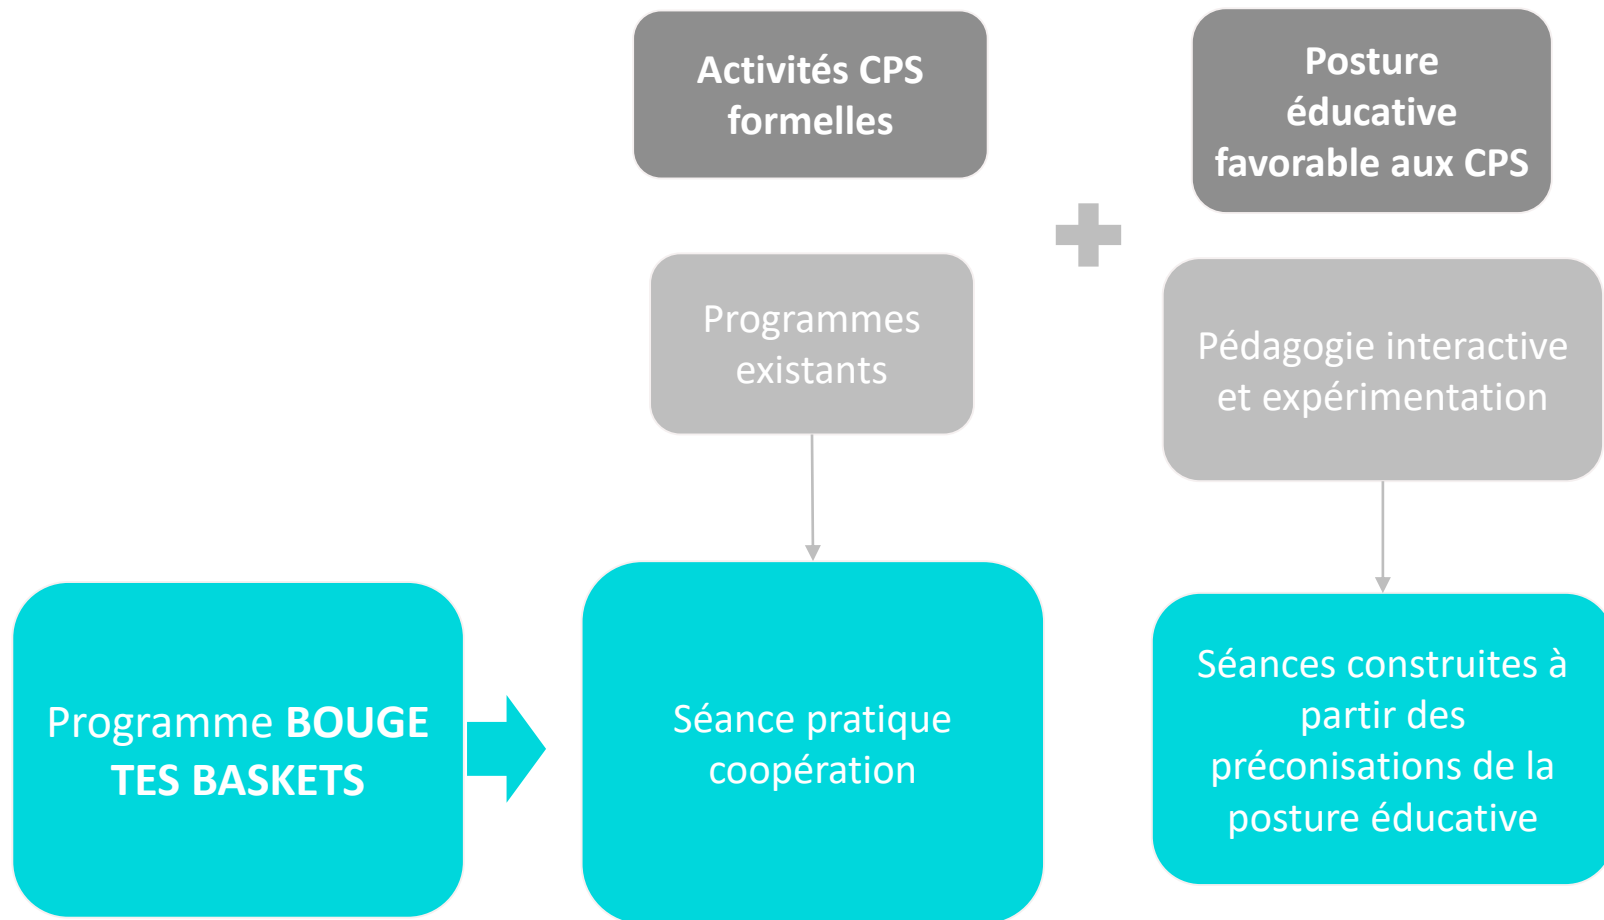 Activités CPS
formelles
Posture
éducative
favorable aux CPS
Programmes
existants
Pédagogie interactive
et expérimentation
Programme BOUGE
TES BASKETS
Séance pratique
coopération
Séances construites à
partir des
préconisations de la
posture éducative